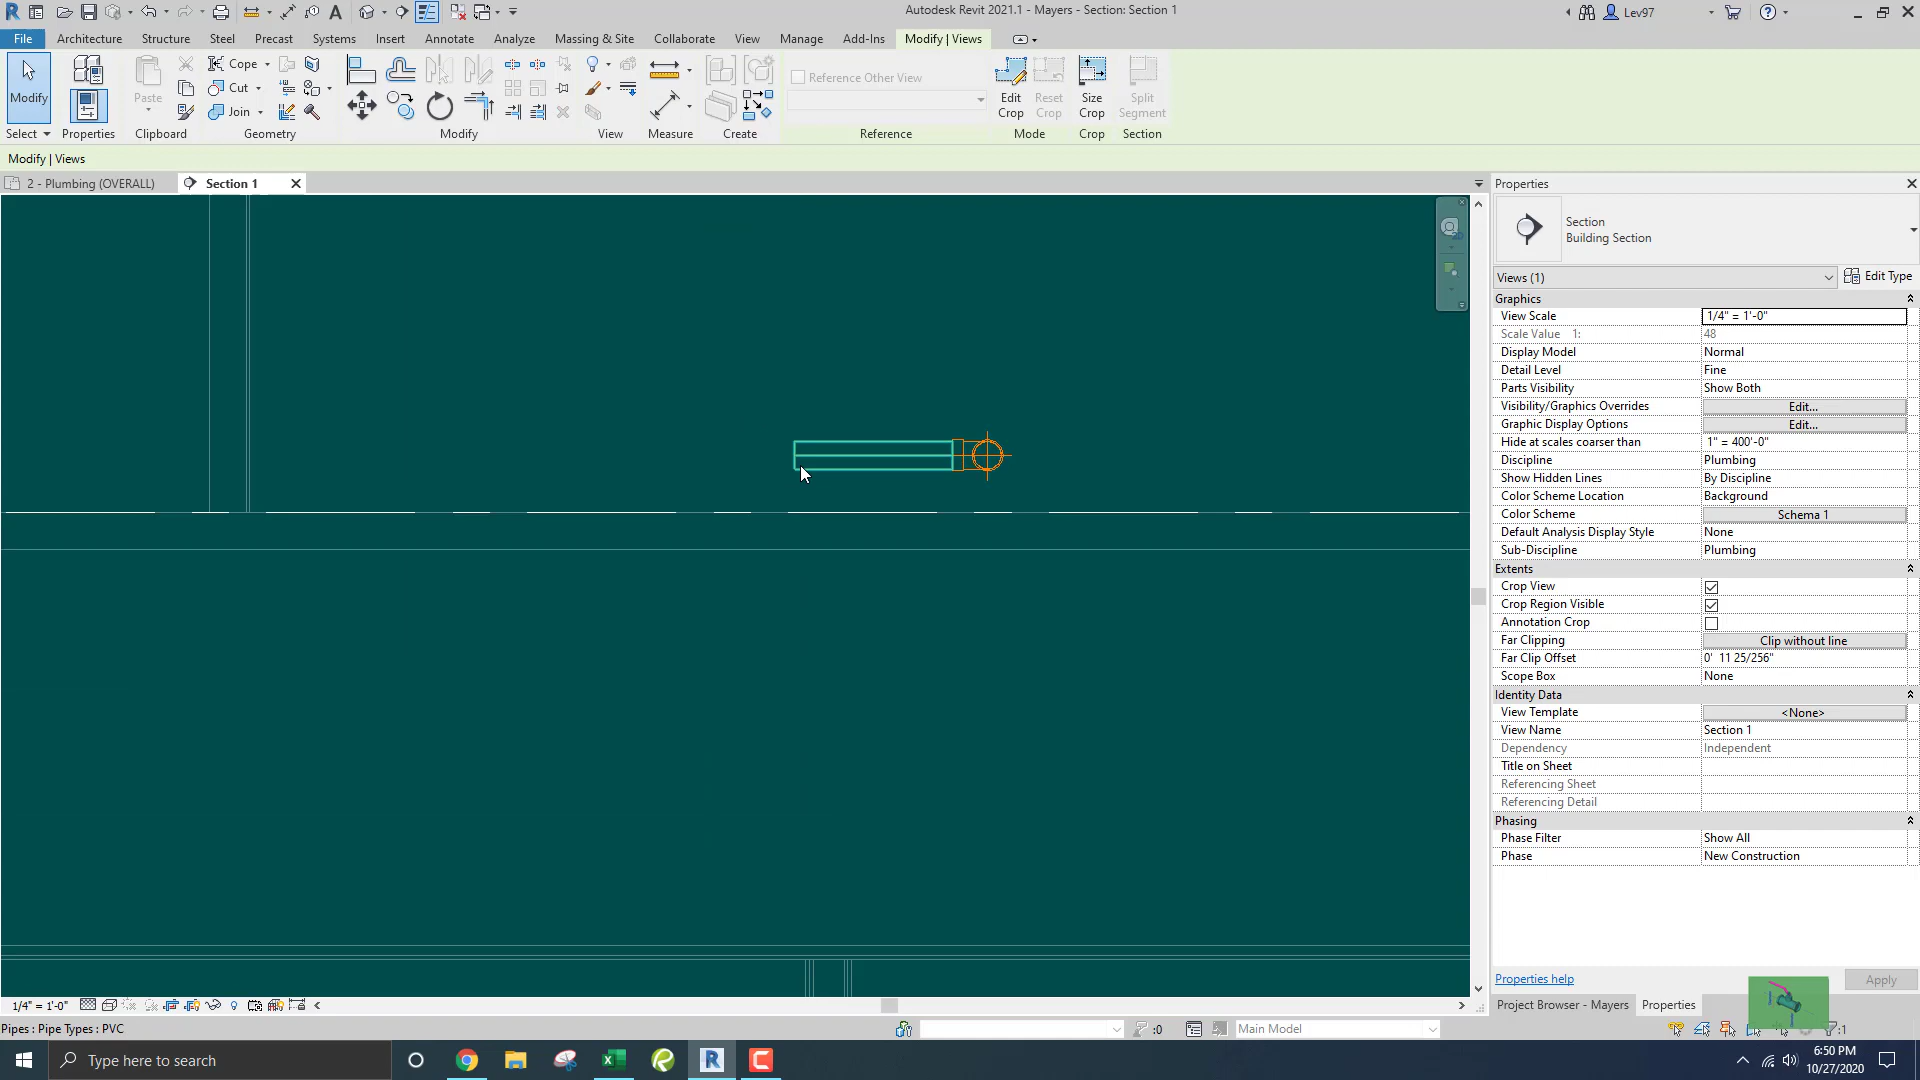 Autodesk Revit 2021.1 - Mayers - Section: Section 1
Lev97
File Architecture Structure Steel Precast Systems Insert Annotate Analyze Massing & Site Collaborate View Manage Add-Ins Modify | Views
Modify
Paste
Cope
Cut
Join
Reference Other View
Edit Crop
Reset Crop
Size Crop
Split Segment
Select Properties Clipboard Geometry Modify View Measure Create Reference Mode Crop Section
Modify | Views
2 - Plumbing (OVERALL) Section 1
Properties
Section
Building Section
Views (1) Edit Type
Graphics
View Scale 1/4" = 1'-0"
Scale Value 1: 48
Display Model Normal
Detail Level Fine
Parts Visibility Show Both
Visibility/Graphics Overrides Edit...
Graphic Display Options Edit...
Hide at scales coarser than 1" = 400'-0"
Discipline Plumbing
Show Hidden Lines By Discipline
Color Scheme Location Background
Color Scheme Schema 1
Default Analysis Display Style None
Sub-Discipline Plumbing
Extents
Crop View
Crop Region Visible
Annotation Crop
Far Clipping Clip without line
Far Clip Offset 0' 11 25/256"
Scope Box None
Identity Data
View Template <None>
View Name Section 1
Dependency Independent
Title on Sheet
Referencing Sheet
Referencing Detail
Phasing
Phase Filter Show All
Phase New Construction
Properties help Apply
Project Browser - Mayers Properties
1/4" = 1'-0"
Pipes : Pipe Types : PVC :0 Main Model :1
Type here to search
6:50 PM
10/27/2020